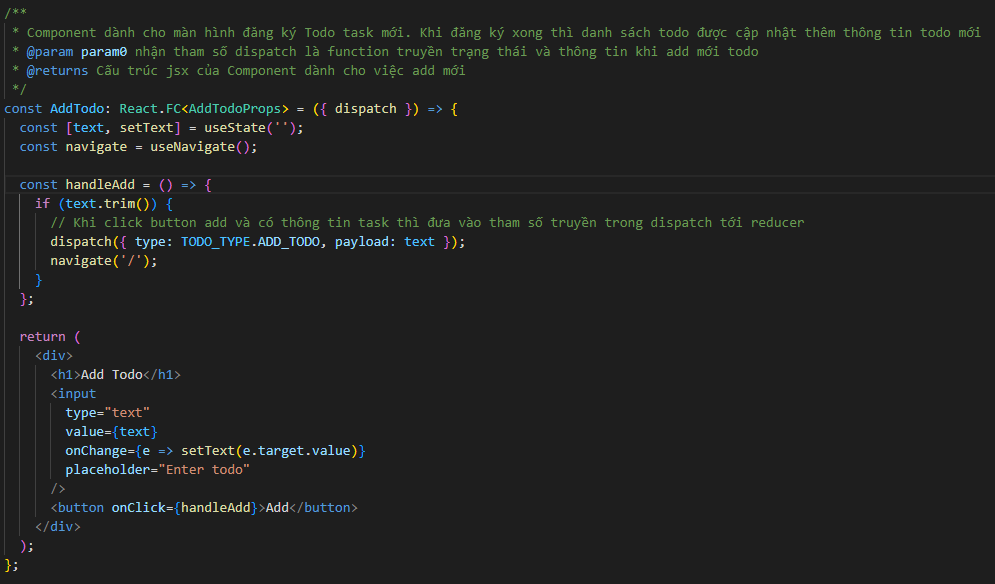 /**
 * Component dành cho màn hình đăng ký Todo task mới. Khi đăng ký xong thì danh sách todo được cập nhật thêm thông tin todo mới
 * @param param0 nhận tham số dispatch là function truyền trạng thái và thông tin khi add mới todo
 * @returns Cấu trúc jsx của Component dành cho việc add mới
 */
const AddTodo: React.FC<AddTodoProps> = ({ dispatch }) => {
  const [text, setText] = useState('');
  const navigate = useNavigate();

  const handleAdd = () => {
    if (text.trim()) {
      // Khi click button add và có thông tin task thì đưa vào tham số truyền trong dispatch tới reducer
      dispatch({ type: TODO_TYPE.ADD_TODO, payload: text });
      navigate('/');
    }
  };

  return (
    <div>
      <h1>Add Todo</h1>
      <input
        type="text"
        value={text}
        onChange={e => setText(e.target.value)}
        placeholder="Enter todo"
      />
      <button onClick={handleAdd}>Add</button>
    </div>
  );
};